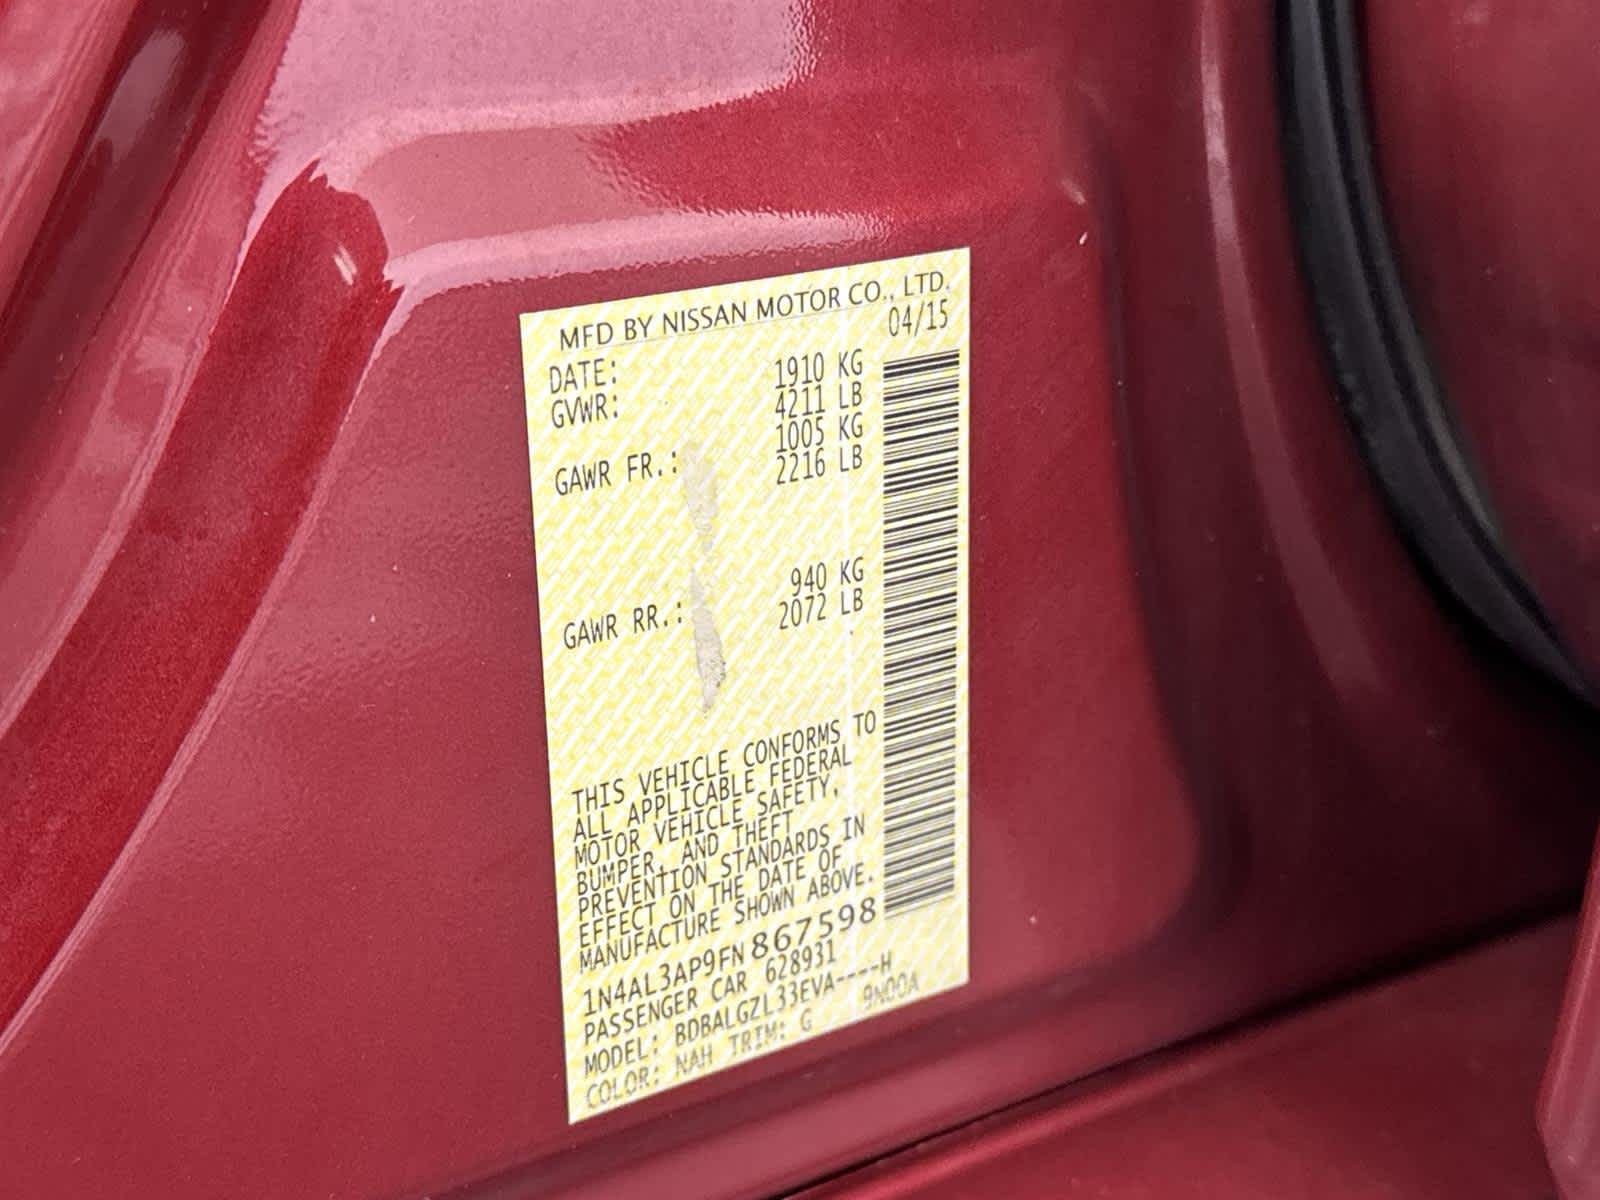 MFD BY NISSAN MOTOR CO., LTD.
DATE: 04/15
GVWR: 1910 KG
4211 LB
GAWR FR.: 1005 KG
2216 LB
GAWR RR.: 940 KG
2072 LB
THIS VEHICLE CONFORMS TO
ALL APPLICABLE FEDERAL
MOTOR VEHICLE SAFETY,
BUMPER, AND THEFT
PREVENTION STANDARDS IN
EFFECT ON THE DATE OF
MANUFACTURE SHOWN ABOVE.
1N4AL3AP9FN867598
PASSENGER CAR 628931
MODEL: BDBALGZL33EVA----H
COLOR: NAH TRIM: G 9N00A